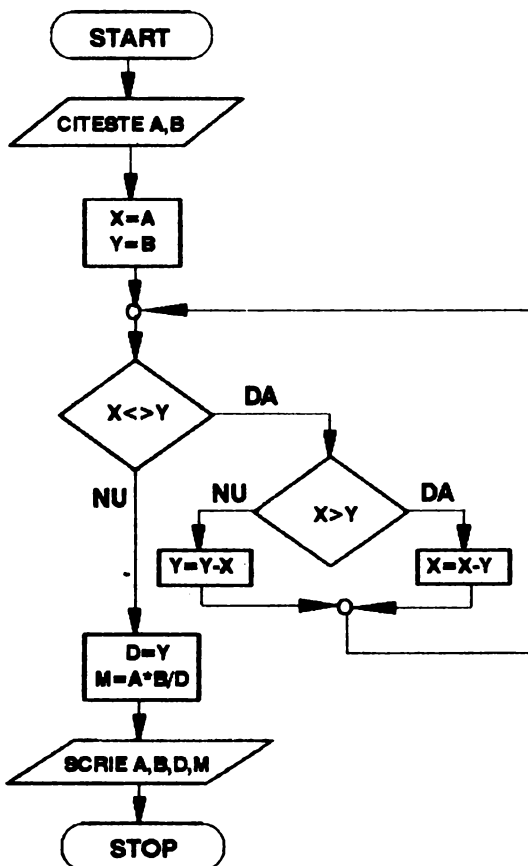 START
CITESTE A,B
X=A
Y=B
X<>Y
DA
NU
X>Y
NU
DA
Y=Y-X
X=X-Y
D=Y
M=A*B/D
SCRIE A,B,D,M
STOP